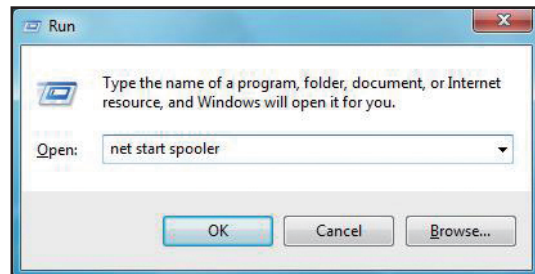 Run
Type the name of a program, folder, document, or Internet
resource, and Windows will open it for you.
Open: net start spooler
OK Cancel Browse...